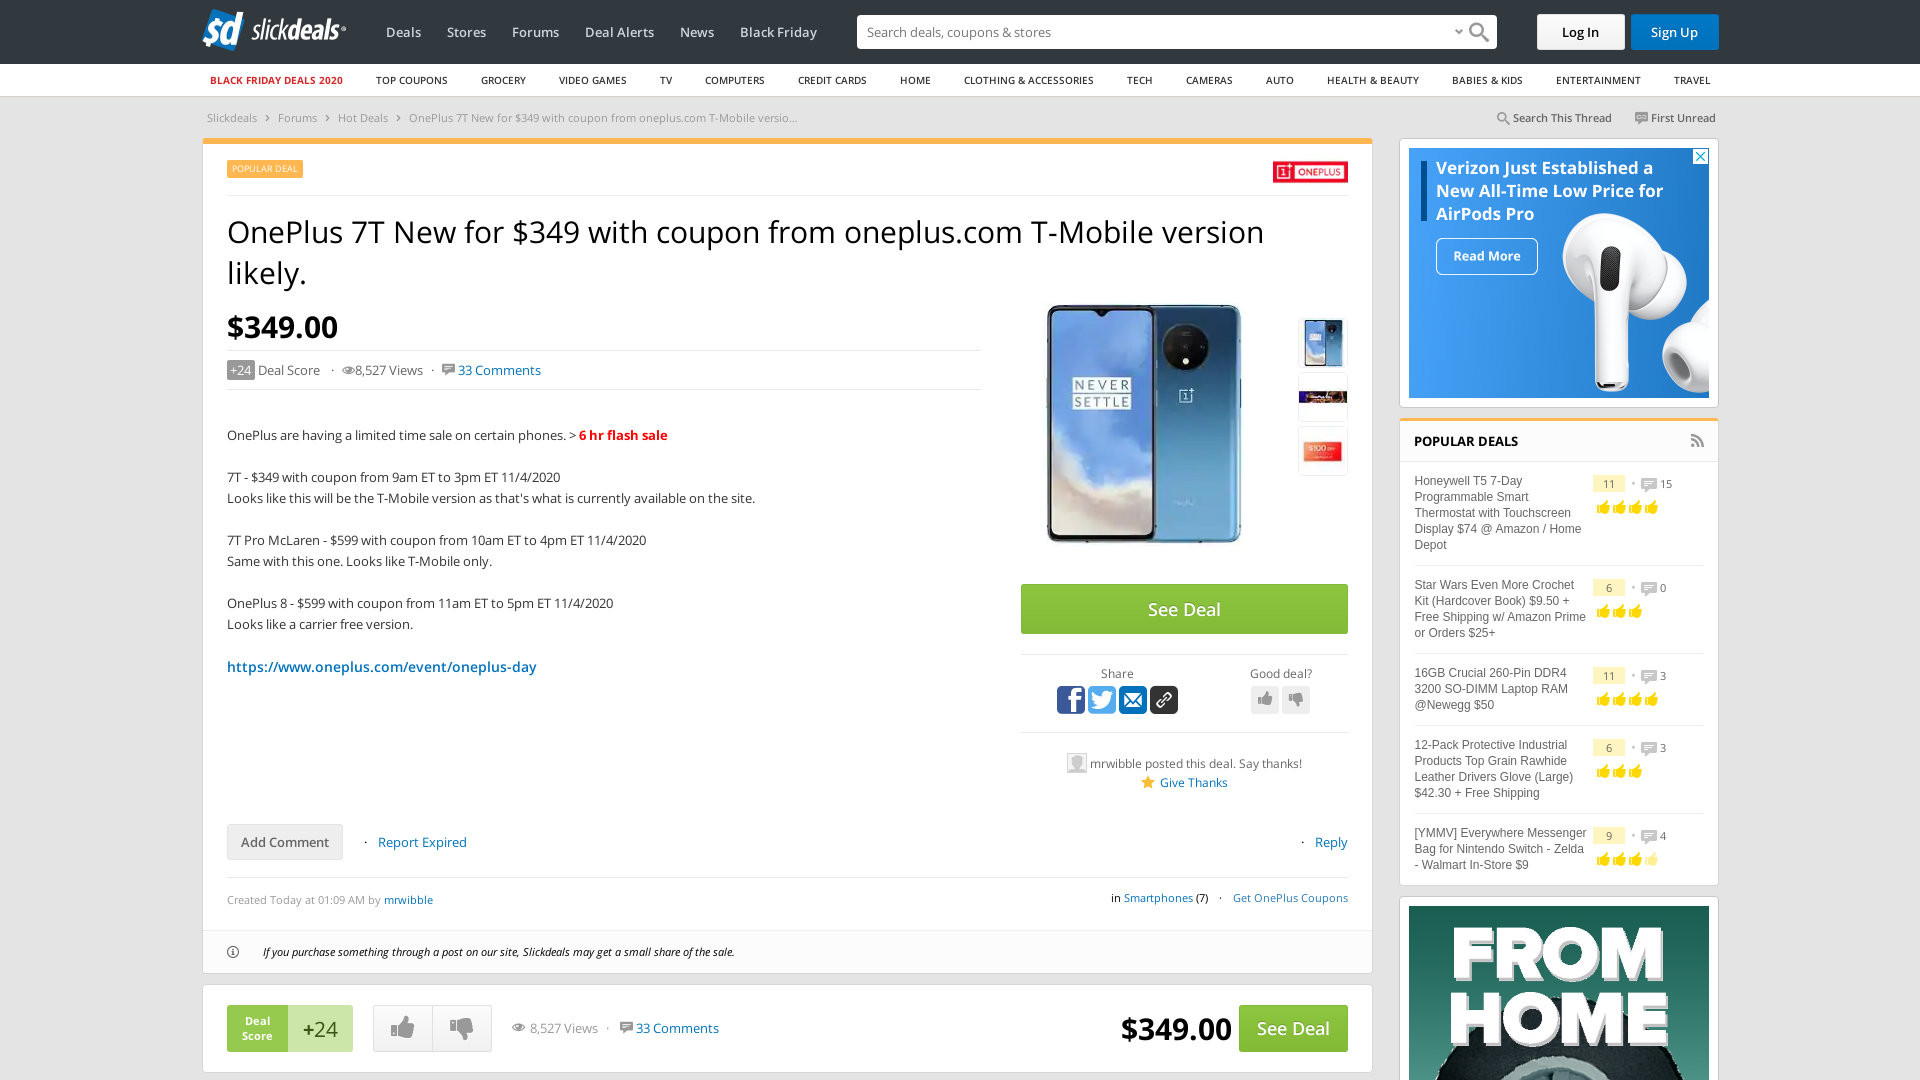 sd slickdeals
Deals Stores Forums Deal Alerts News Black Friday
Search deals, coupons & stores
Log In
Sign Up
BLACK FRIDAY DEALS 2020 TOP COUPONS GROCERY VIDEO GAMES TV COMPUTERS CREDIT CARDS HOME CLOTHING & ACCESSORIES TECH CAMERAS AUTO HEALTH & BEAUTY BABIES & KIDS ENTERTAINMENT TRAVEL
Slickdeals › Forums › Hot Deals › OnePlus 7T New for $349 with coupon from oneplus.com T-Mobile versio...
Search This Thread
First Unread
POPULAR DEAL
ONEPLUS
OnePlus 7T New for $349 with coupon from oneplus.com T-Mobile version
likely.
$349.00
+24 Deal Score · 8,527 Views · 33 Comments
OnePlus are having a limited time sale on certain phones. > 6 hr flash sale
7T - $349 with coupon from 9am ET to 3pm ET 11/4/2020
Looks like this will be the T-Mobile version as that's what is currently available on the site.
7T Pro McLaren - $599 with coupon from 10am ET to 4pm ET 11/4/2020
Same with this one. Looks like T-Mobile only.
OnePlus 8 - $599 with coupon from 11am ET to 5pm ET 11/4/2020
Looks like a carrier free version.
https://www.oneplus.com/event/oneplus-day
NEVER
SETTLE
$100
See Deal
Share
Good deal?
mrwibble posted this deal. Say thanks!
Give Thanks
Add Comment · Report Expired
· Reply
Created Today at 01:09 AM by mrwibble
in Smartphones (7) · Get OnePlus Coupons
If you purchase something through a post on our site, Slickdeals may get a small share of the sale.
Deal
Score
+24
8,527 Views · 33 Comments
$349.00
See Deal
Verizon Just Established a
New All-Time Low Price for
AirPods Pro
Read More
POPULAR DEALS
Honeywell T5 7-Day
Programmable Smart
Thermostat with Touchscreen
Display $74 @ Amazon / Home
Depot
11 • 15
Star Wars Even More Crochet
Kit (Hardcover Book) $9.50 +
Free Shipping w/ Amazon Prime
or Orders $25+
6 • 0
16GB Crucial 260-Pin DDR4
3200 SO-DIMM Laptop RAM
@Newegg $50
11 • 3
12-Pack Protective Industrial
Products Top Grain Rawhide
Leather Drivers Glove (Large)
$42.30 + Free Shipping
6 • 3
[YMMV] Everywhere Messenger
Bag for Nintendo Switch - Zelda
- Walmart In-Store $9
9 • 4
FROM
HOME